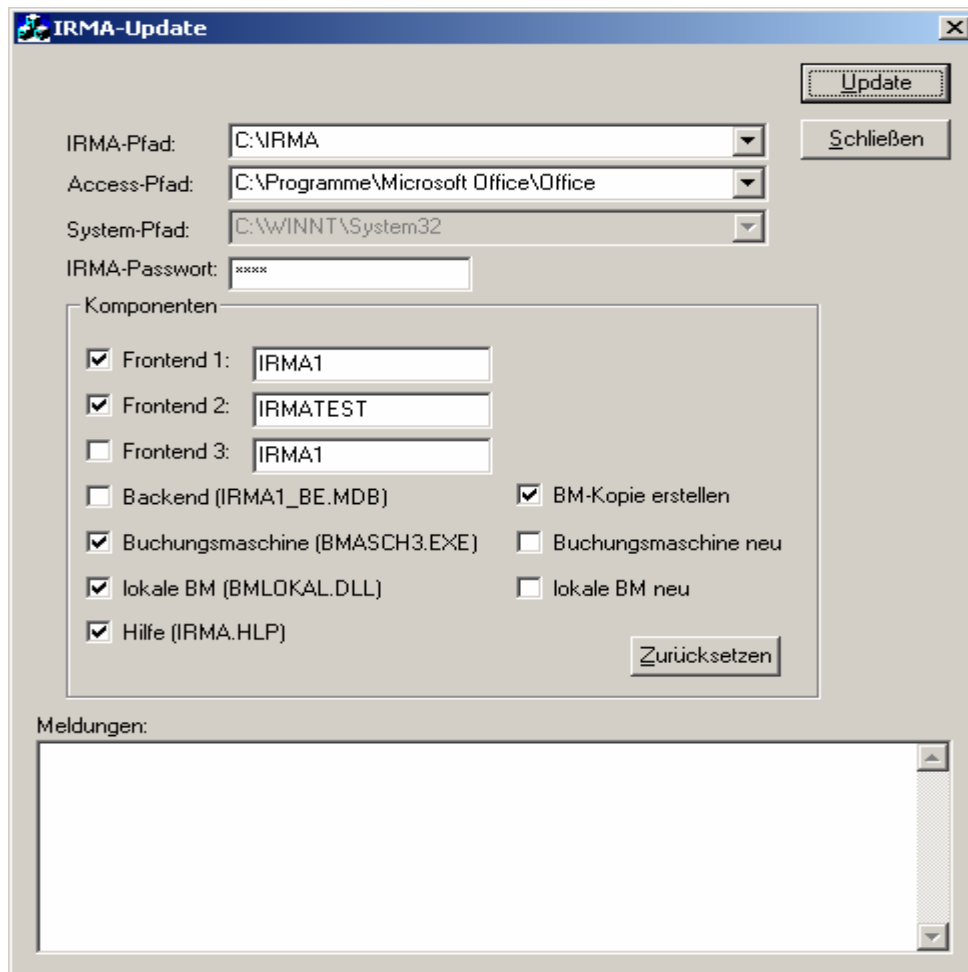 IRMA-Update
Update
IRMA-Pfad: C:\IRMA
Schließen
Access-Pfad: C:\Programme\Microsoft Office\Office
System-Pfad: C:\WINNT\System32
IRMA-Passwort: ****
Komponenten
Frontend 1: IRMA1
Frontend 2: IRMATEST
Frontend 3: IRMA1
Backend (IRMA1_BE.MDB) BM-Kopie erstellen
Buchungsmaschine (BMASCH3.EXE) Buchungsmaschine neu
lokale BM (BMLOKAL.DLL) lokale BM neu
Hilfe (IRMA.HLP)
Zurücksetzen
Meldungen: